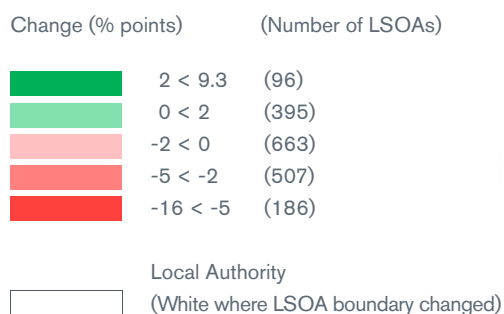 Change (% points) (Number of LSOAs)
2 < 9.3 (96)
0 < 2 (395)
-2 < 0 (663)
-5 < -2 (507)
-16 < -5 (186)
Local Authority
(White where LSOA boundary changed)